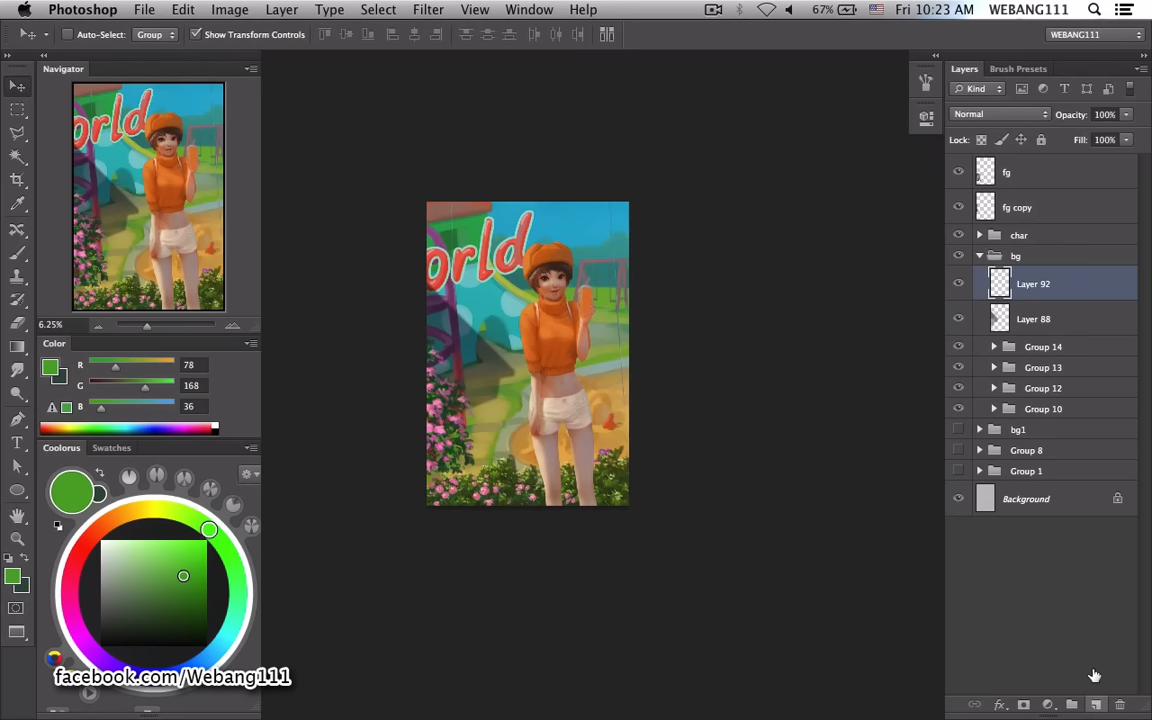 Photoshop File Edit Image Layer Type Select Filter View Window Help 67% Fri 10:23 AM WEBANG111
Auto-Select: Group Show Transform Controls WEBANG111
Navigator
orld
6.25%
Color
R 78
G 168
B 36
Colorus Swatches
facebook.com/Webang111
orld
Layers Brush Presets
Kind
Normal Opacity: 100%
Lock: Fill: 100%
fg
fg copy
char
bg
Layer 92
Layer 88
Group 14
Group 13
Group 12
Group 10
bg1
Group 8
Group 1
Background